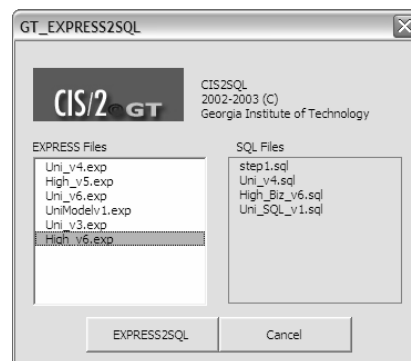 GT_EXPRESS2SQL
CIS/2 GT
CIS2SQL
2002-2003 (C)
Georgia Institute of Technology
EXPRESS Files
Uni_v4.exp
High_v5.exp
Uni_v6.exp
UniModelv1.exp
Uni_v3.exp
High_v6.exp
SQL Files
step1.sql
Uni_v4.sql
High_Biz_v6.sql
Uni_SQL_v1.sql
EXPRESS2SQL
Cancel